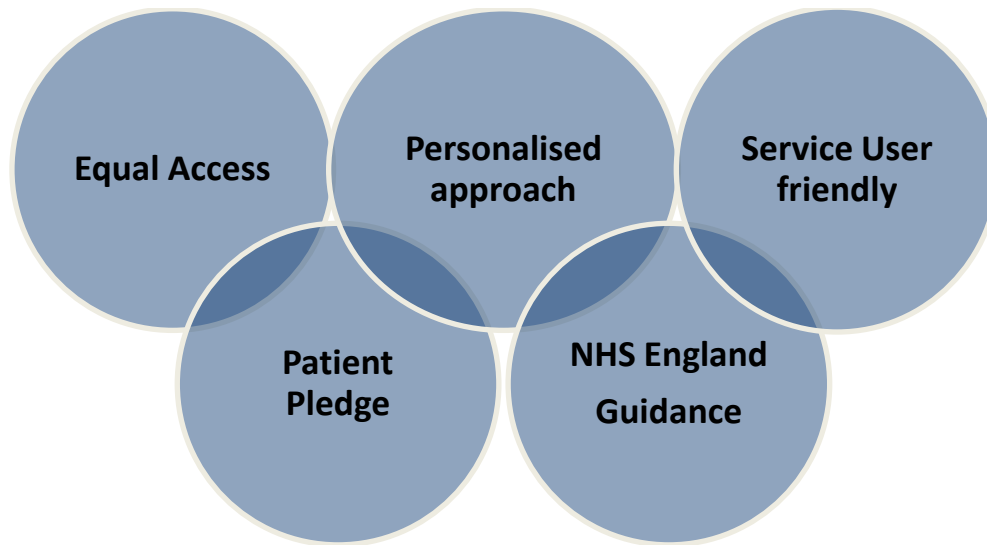 Equal Access
Personalised
approach
Service User
friendly
Patient
Pledge
NHS England
Guidance